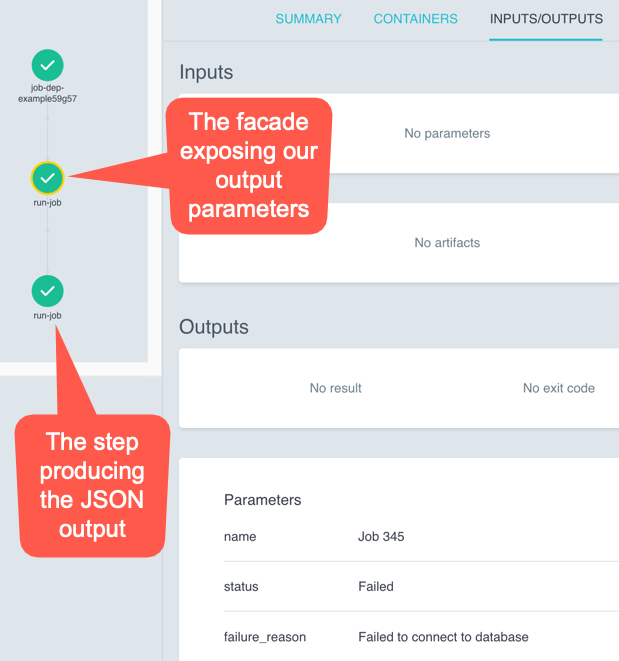 SUMMARY CONTAINERS INPUTS/OUTPUTS
job-dep-
example59g57
run-job
run-job
The facade
exposing our
output
parameters
The step
producing
the JSON
output
Inputs
No parameters
No artifacts
Outputs
No result No exit code
Parameters
name Job 345
status Failed
failure_reason Failed to connect to database